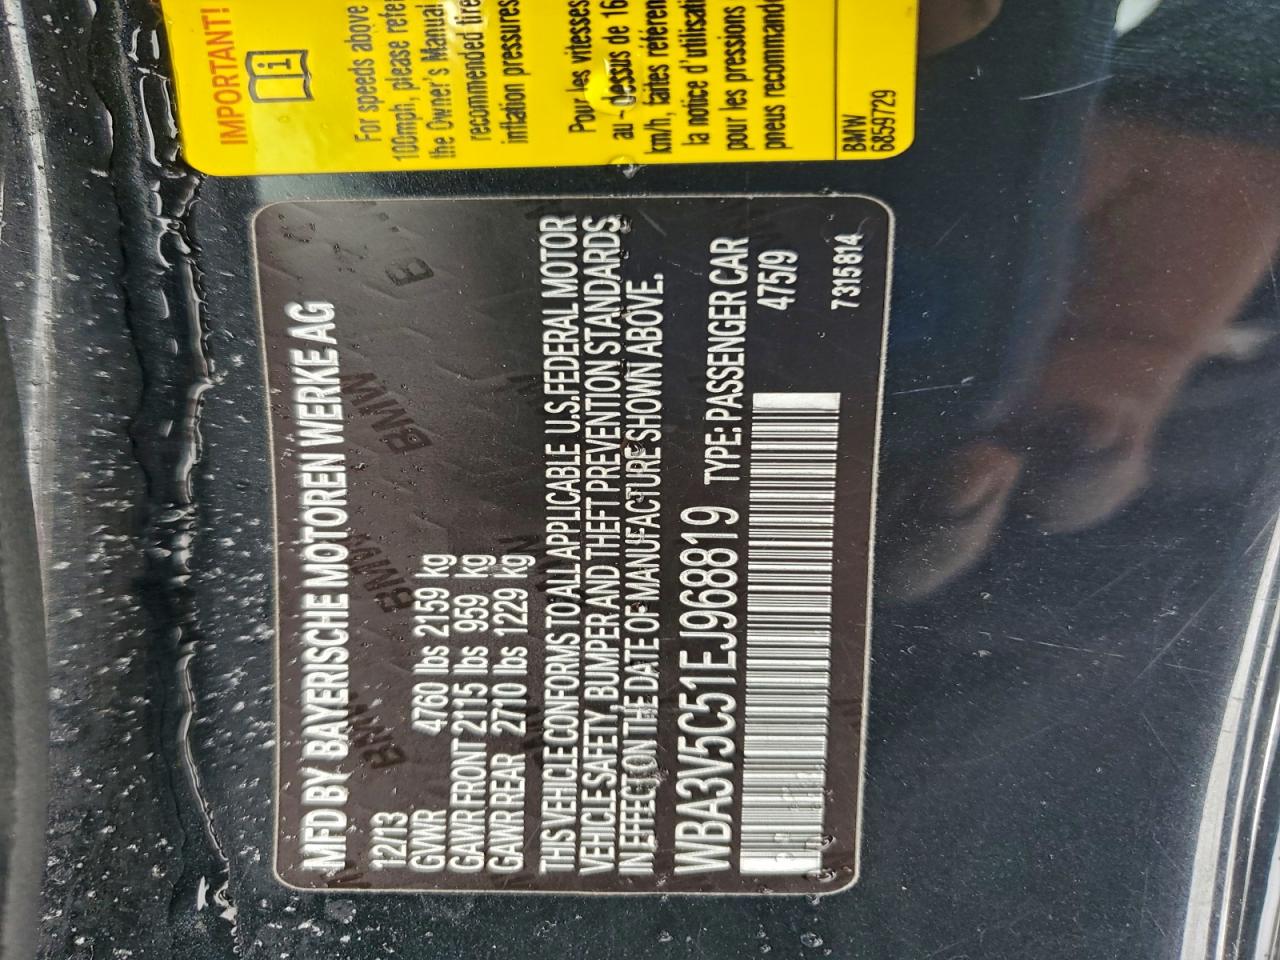 IMPORTANT!
i
For speeds above
100mph, please refer
the Owner's Manual
recommended tire
inflation pressures
Pour les vitesses
au - dessus de 16
km/h, faites référen
la notice d'utilisati
pour les pressions
pneus recommandé
BMW
6859729
MFD BY BAYERISCHE MOTOREN WERKE AG
12/13
GVWR 4760 lbs 2159 kg
GAWR FRONT 2115 lbs 959 kg
GAWR REAR 2710 lbs 1229 kg
THIS VEHICLE CONFORMS TO ALL APPLICABLE U.S. FEDERAL MOTOR
VEHICLE SAFETY, BUMPER AND THEFT PREVENTION STANDARDS
IN EFFECT ON THE DATE OF MANUFACTURE SHOWN ABOVE.
WBA3V5C51EJ968819 TYPE: PASSENGER CAR
475/9
7315814
BMW
BMW
BMW